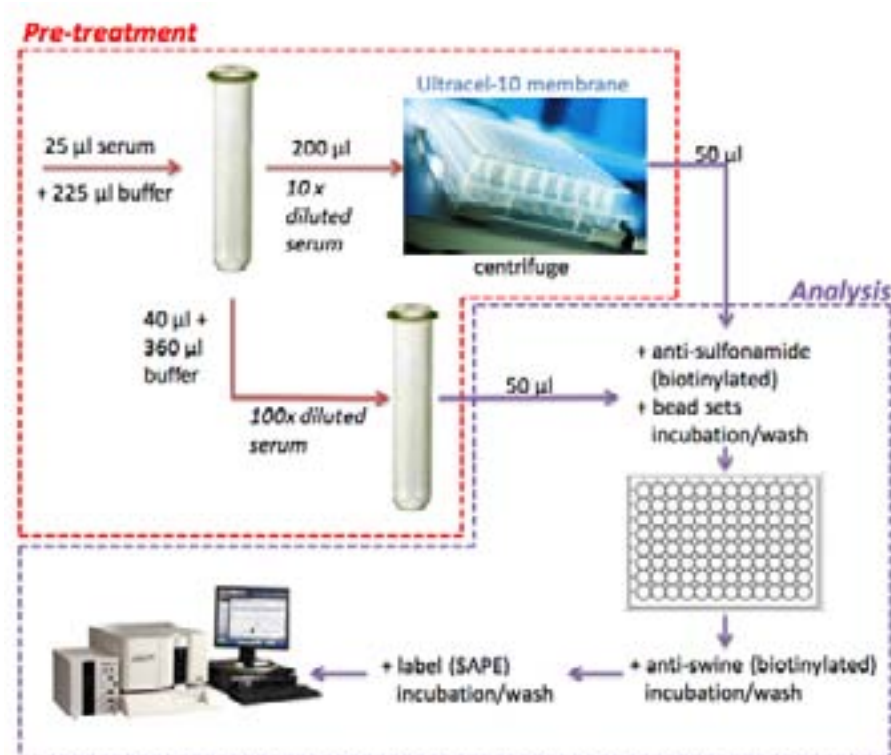 Pre-treatment
Ultracel-10 membrane
25 µl serum
+ 225 µl buffer
200 µl
10 x
diluted
serum
centrifuge
50 µl
40 µl +
360 µl
buffer
100x diluted
serum
50 µl
Analysis
+ anti-sulfonamide
(biotinylated)
+ bead sets
incubation/wash
+ anti-swine (biotinylated)
incubation/wash
+ label (SAPE)
incubation/wash